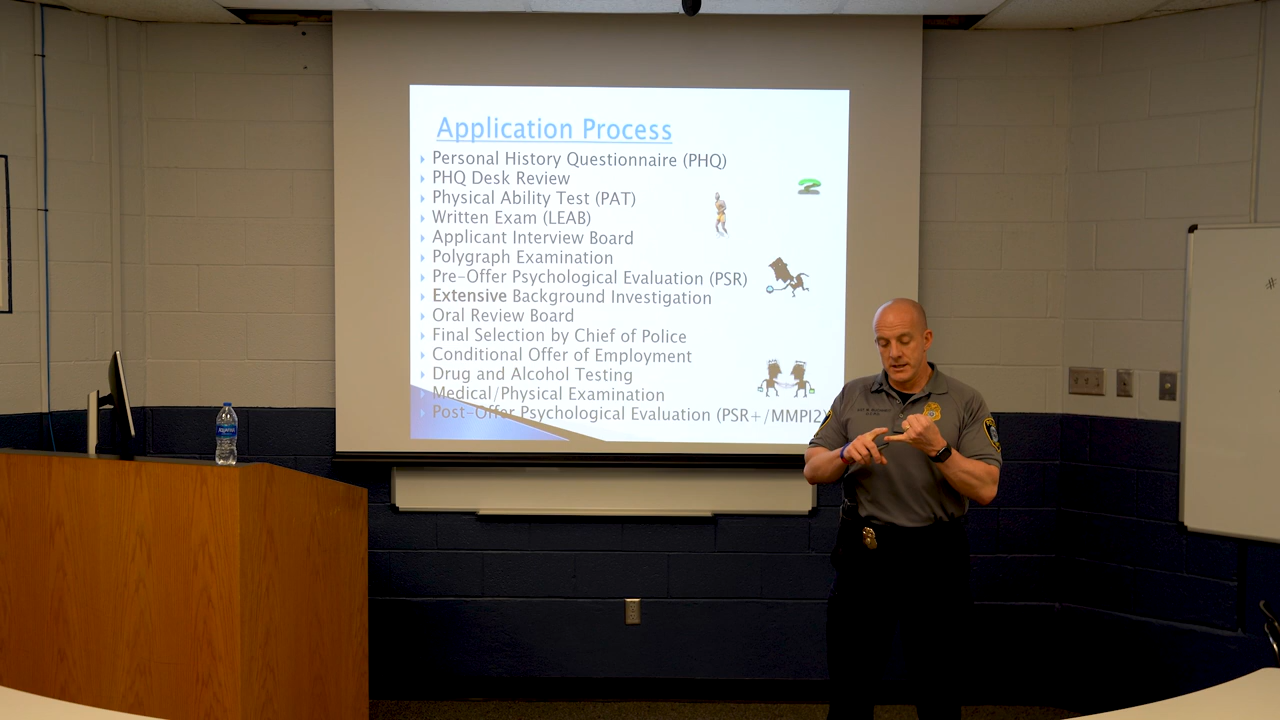 Application Process
Personal History Questionnaire (PHQ)
PHQ Desk Review
Physical Ability Test (PAT)
Written Exam (LEAB)
Applicant Interview Board
Polygraph Examination
Pre-Offer Psychological Evaluation (PSR)
Extensive Background Investigation
Oral Review Board
Final Selection by Chief of Police
Conditional Offer of Employment
Drug and Alcohol Testing
Medical/Physical Examination
Post-Offer Psychological Evaluation (PSR+/MMPI2)